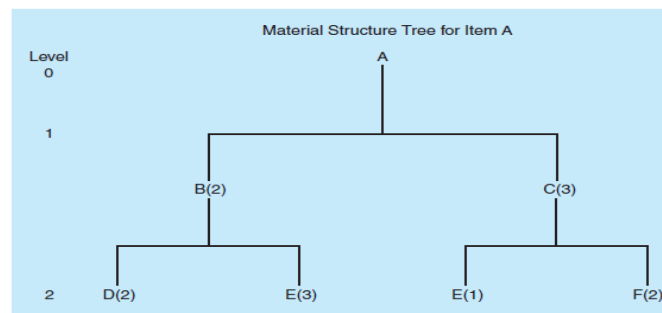 Material Structure Tree for Item A
Level
0
A
1
B(2)
C(3)
2
D(2)
E(3)
E(1)
F(2)